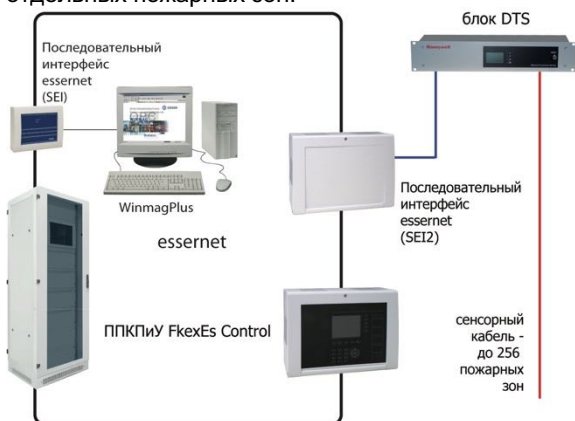 отдельных пожарных зон.
блок DTS
Honeywell
Последовательный
интерфейс
essernet
(SEI)
WinmagPlus
essernet
Последовательный
интерфейс
essernet
(SEI2)
ППКПиУ FkexEs Control
сенсорный
кабель -
до 256
пожарных
зон